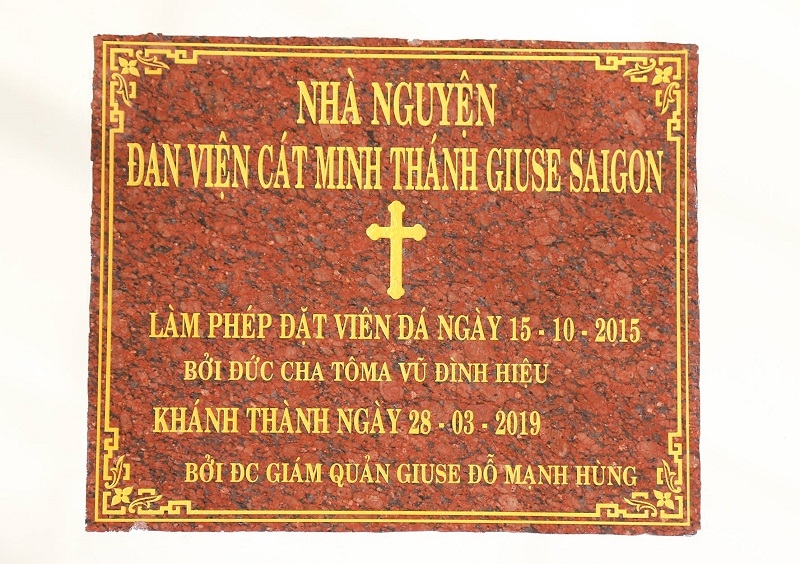 NHÀ NGUYỆN
ĐAN VIỆN CÁT MINH THÁNH GIUSE SAIGON
LÀM PHÉP ĐẶT VIÊN ĐÁ NGÀY 15 - 10 - 2015
BỞI ĐỨC CHA TÔMA VŨ ĐÌNH HIỆU
KHÁNH THÀNH NGÀY 28 - 03 - 2019
BỞI ĐC GIÁM QUẢN GIUSE ĐỖ MẠNH HÙNG